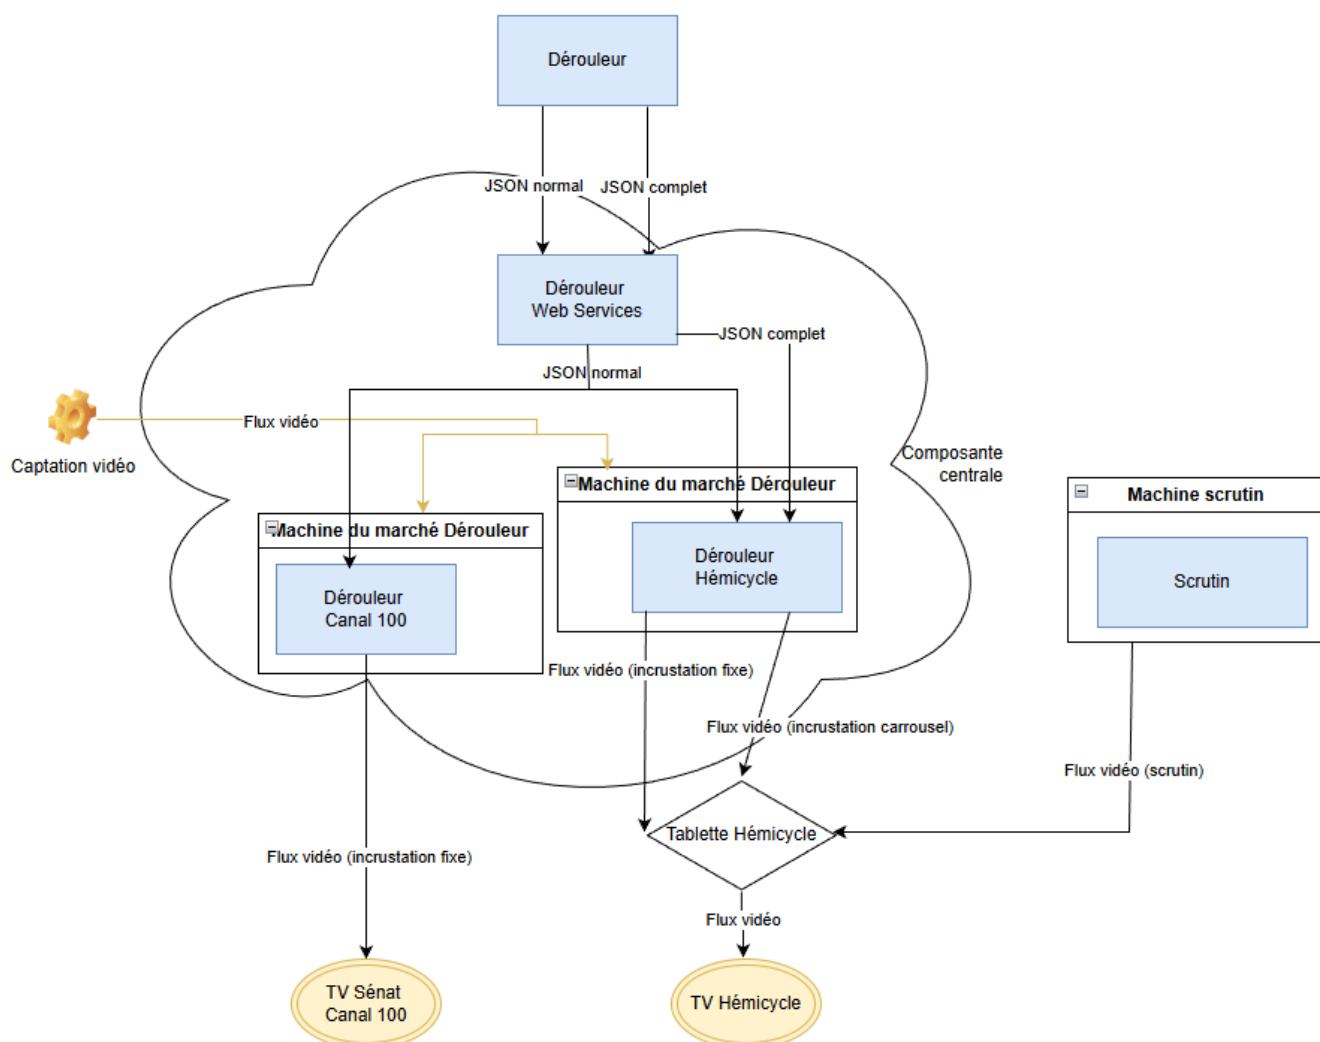 Dérouleur
JSON normal
JSON complet
Dérouleur
Web Services
JSON complet
JSON normal
Flux vidéo
Captation vidéo
Composante
centrale
Machine du marché Dérouleur
Machine scrutin
Machine du marché Dérouleur
Dérouleur
Hémicycle
Scrutin
Dérouleur
Canal 100
Flux vidéo (incrustation fixe)
Flux vidéo (incrustation carrousel)
Flux vidéo (scrutin)
Tablette Hémicycle
Flux vidéo (incrustation fixe)
Flux vidéo
TV Sénat
Canal 100
TV Hémicycle